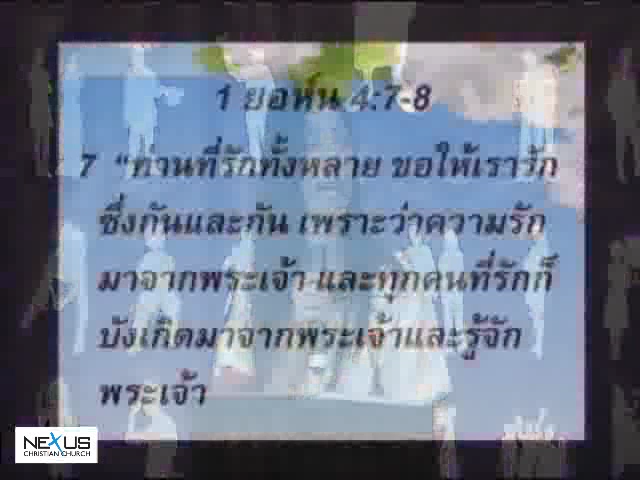 1 ยอห์น 4:7-8
7 “ท่านที่รักทั้งหลาย ขอให้เรารัก
ซึ่งกันและกัน เพราะว่าความรัก
มาจากพระเจ้า และทุกคนที่รักก็
บังเกิดมาจากพระเจ้าและรู้จัก
พระเจ้า
NEXUS
CHRISTIAN CHURCH